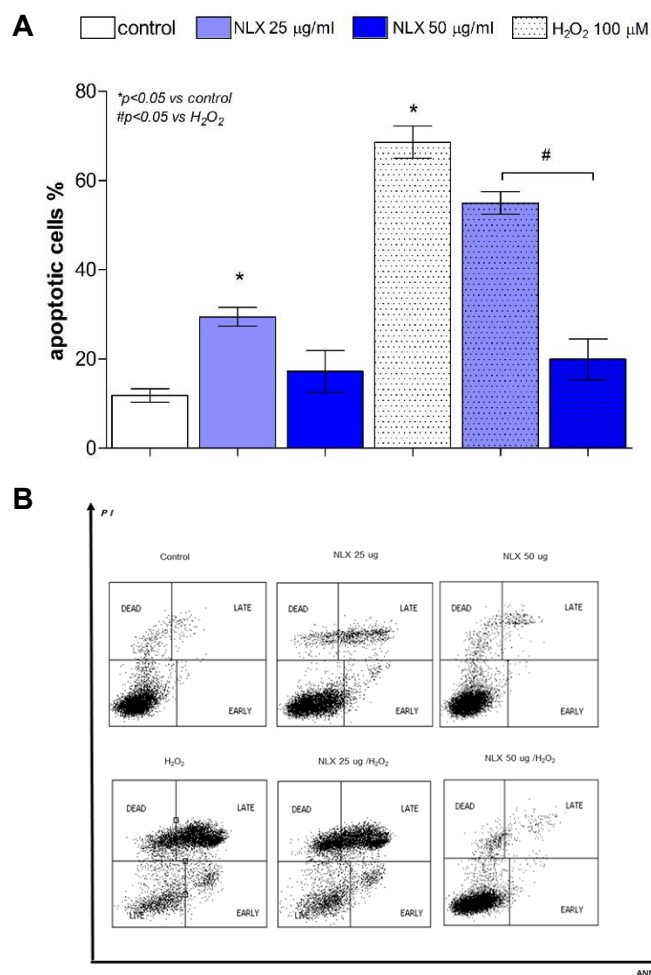 A
control NLX 25 µg/ml NLX 50 µg/ml H₂O₂ 100 µM
80
*p<0.05 vs control
#p<0.05 vs H₂O₂
*
#
60
*
40
20
0
apoptotic cells %
B
P I
Control NLX 25 ug NLX 50 ug
DEAD LATE DEAD LATE DEAD LATE
EARLY EARLY EARLY
H₂O₂ NLX 25 ug /H₂O₂ NLX 50 ug /H₂O₂
DEAD LATE DEAD LATE DEAD LATE
LIVE EARLY LIVE EARLY EARLY
ANN